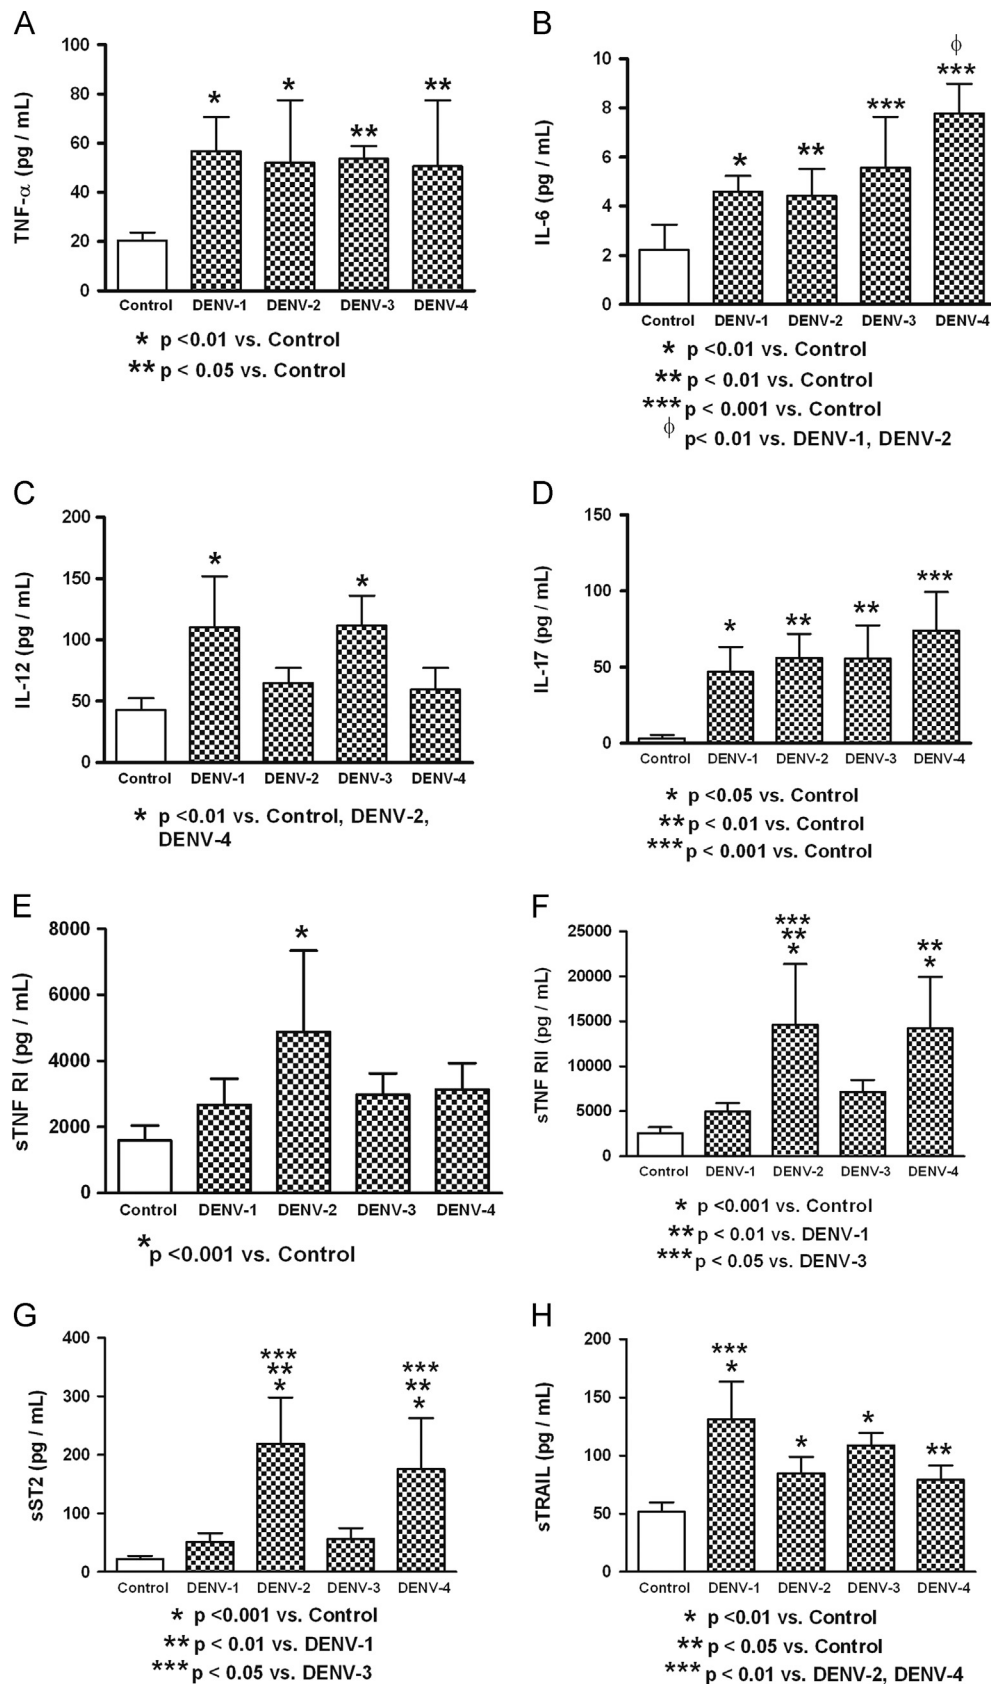 A
TNF-α (pg / mL)
100
80
60
40
20
0
* * ** **
Control DENV-1 DENV-2 DENV-3 DENV-4
* p <0.01 vs. Control
** p < 0.05 vs. Control
B
IL-6 (pg / mL)
10
8
6
4
2
0
ϕ
* ** *** ***
Control DENV-1 DENV-2 DENV-3 DENV-4
* p <0.01 vs. Control
** p < 0.01 vs. Control
*** p < 0.001 vs. Control
ϕ p< 0.01 vs. DENV-1, DENV-2
C
IL-12 (pg / mL)
200
150
100
50
0
* *
Control DENV-1 DENV-2 DENV-3 DENV-4
* p <0.01 vs. Control, DENV-2,
DENV-4
D
IL-17 (pg / mL)
150
100
50
0
* ** ** ***
Control DENV-1 DENV-2 DENV-3 DENV-4
* p <0.05 vs. Control
** p < 0.01 vs. Control
*** p < 0.001 vs. Control
E
sTNF RI (pg / mL)
8000
6000
4000
2000
0
*
Control DENV-1 DENV-2 DENV-3 DENV-4
* p <0.001 vs. Control
F
sTNF RII (pg / mL)
25000
20000
15000
10000
5000
0
***
** **
* *
Control DENV-1 DENV-2 DENV-3 DENV-4
* p <0.001 vs. Control
** p < 0.01 vs. DENV-1
*** p < 0.05 vs. DENV-3
G
sST2 (pg / mL)
400
300
200
100
0
*** ***
** **
* *
Control DENV-1 DENV-2 DENV-3 DENV-4
* p <0.001 vs. Control
** p < 0.01 vs. DENV-1
*** p < 0.05 vs. DENV-3
H
sTRAIL (pg / mL)
200
150
100
50
0
***
* * * **
Control DENV-1 DENV-2 DENV-3 DENV-4
* p <0.01 vs. Control
** p < 0.05 vs. Control
*** p < 0.01 vs. DENV-2, DENV-4